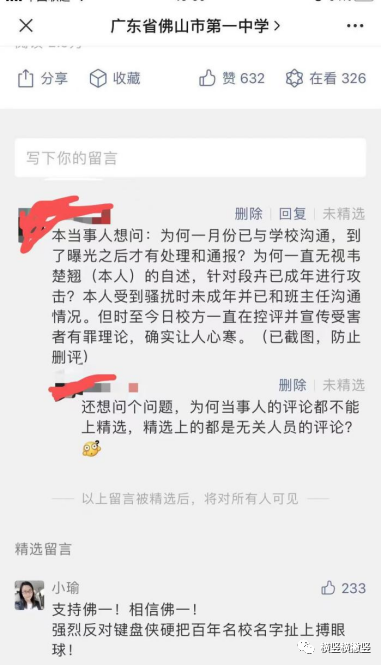 广东省佛山市第一中学
分享
收藏
赞 632
在看 326
写下你的留言
删除
回复
未精选
本当事人想问：为何一月份已与学校沟通，到
了曝光之后才有处理和通报？为何一直无视韦
楚翘（本人）的自述，针对段卉已成年进行攻
击？本人受到骚扰时未成年并已和班主任沟通
情况。但时至今日校方一直在控评并宣传受害
者有罪理论，确实让人心寒。（已截图，防止
删评）
删除
未精选
还想问个问题，为何当事人的评论都不能
上精选，精选上的都是无关人员的评论？
以上留言被精选后，将对所有人可见
精选留言
小瑜
233
支持佛一！相信佛一！
强烈反对键盘侠硬把百年名校名字扯上搏眼
球！
横竖横激竖